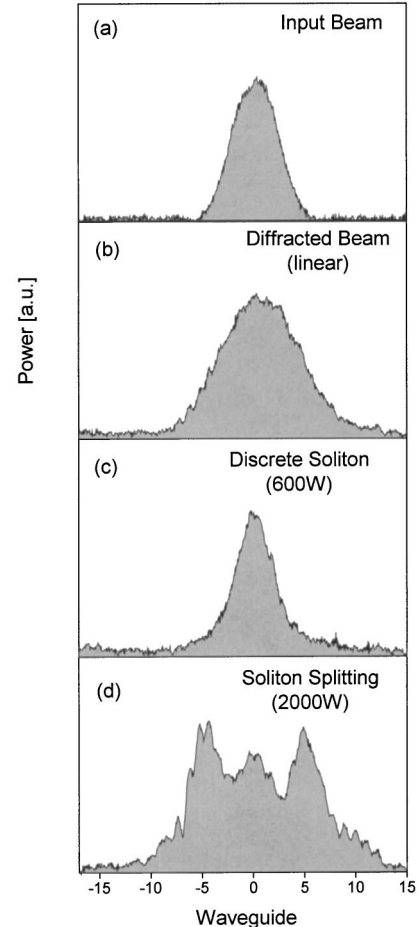 (a)
Input Beam
(b)
Diffracted Beam
(linear)
Power [a.u.]
(c)
Discrete Soliton
(600W)
(d)
Soliton Splitting
(2000W)
-15 -10 -5 0 5 10 15
Waveguide